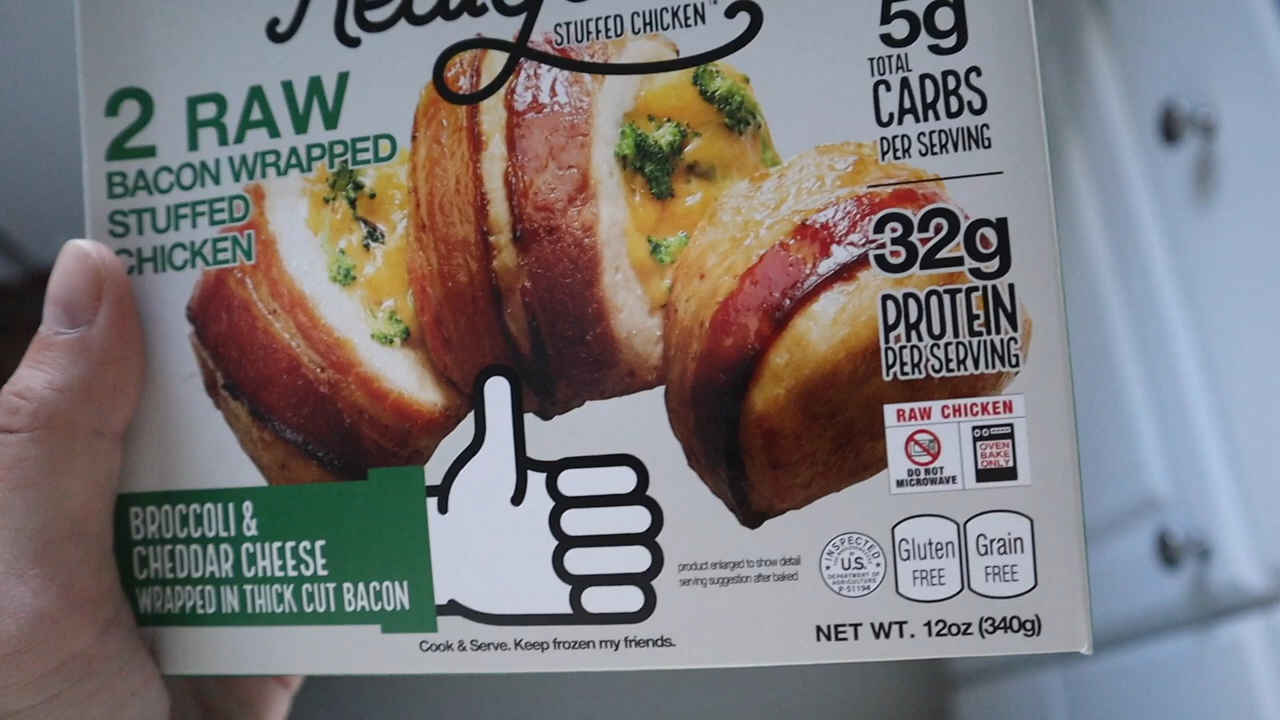 STUFFED CHICKEN™
2 RAW
BACON WRAPPED
STUFFED
CHICKEN
5g
TOTAL
CARBS
PER SERVING
32g
PROTEIN
PER SERVING
RAW CHICKEN
DO NOT
MICROWAVE
OVEN
BAKE
ONLY
BROCCOLI &
CHEDDAR CHEESE
WRAPPED IN THICK CUT BACON
product enlarged to show detail
serving suggestion after baked
INSPECTED
U.S.
DEPARTMENT OF
AGRICULTURE
P-51194
Gluten
FREE
Grain
FREE
Cook & Serve. Keep frozen my friends.
NET WT. 12oz (340g)